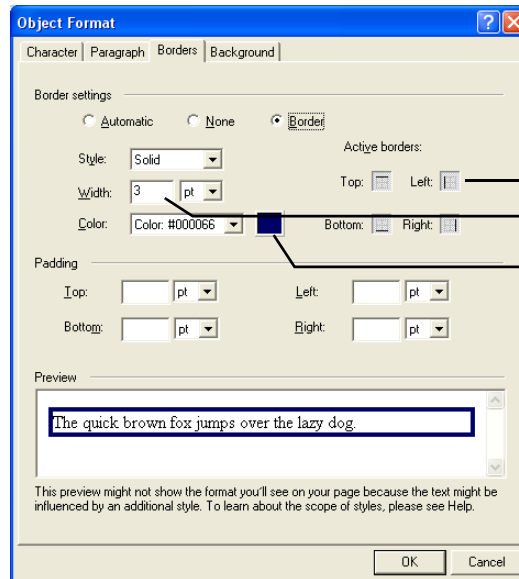 Object Format
Character Paragraph Borders Background
Border settings
Automatic None Border
Active borders:
Style: Solid
Top: Left:
Width: 3 pt
Color: Color: #000066 Bottom: Right:
Padding
Top: pt Left: pt
Bottom: pt Right: pt
Preview
The quick brown fox jumps over the lazy dog.
This preview might not show the format you'll see on your page because the text might be
influenced by an additional style. To learn about the scope of styles, please see Help.
OK Cancel